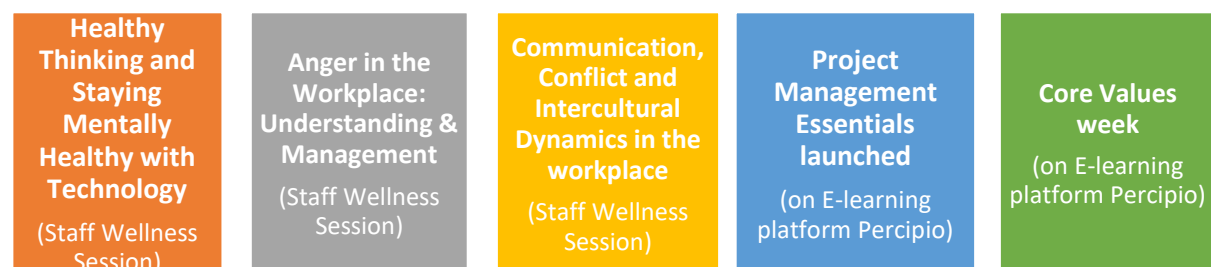 Healthy
Thinking and
Staying
Mentally
Healthy with
Technology
(Staff Wellness
Session)
Anger in the
Workplace:
Understanding &
Management
(Staff Wellness
Session)
Communication,
Conflict and
Intercultural
Dynamics in the
workplace
(Staff Wellness
Session)
Project
Management
Essentials
launched
(on E-learning
platform Percipio)
Core Values
week
(on E-learning
platform Percipio)